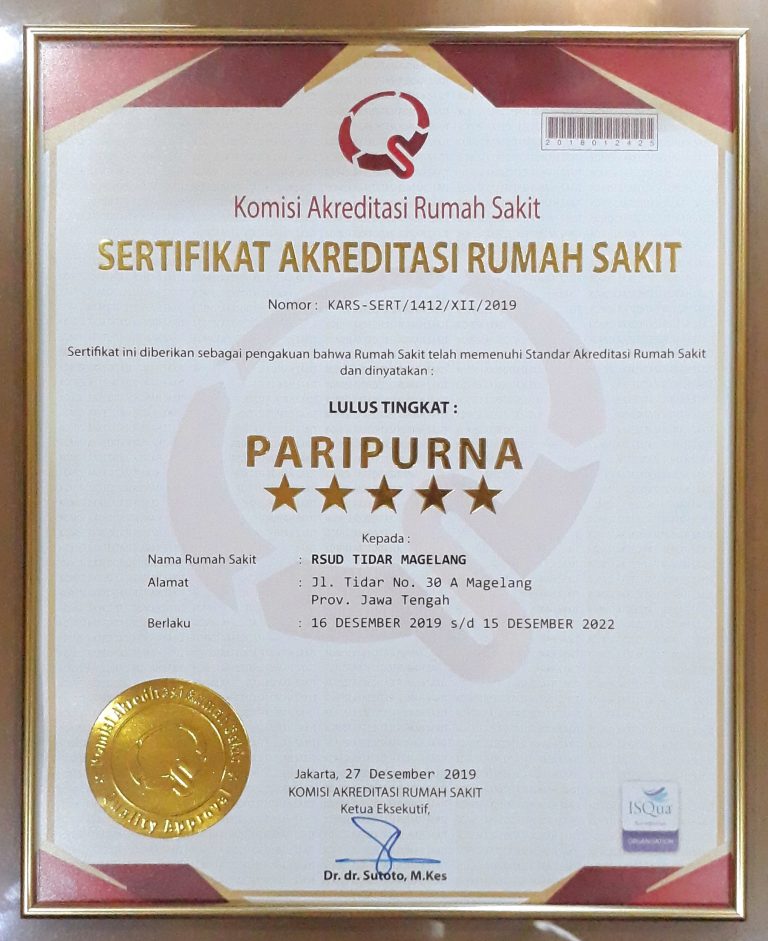 2018012425
Komisi Akreditasi Rumah Sakit
SERTIFIKAT AKREDITASI RUMAH SAKIT
Nomor : KARS-SERT/1412/XII/2019
Sertifikat ini diberikan sebagai pengakuan bahwa Rumah Sakit telah memenuhi Standar Akreditasi Rumah Sakit
dan dinyatakan :
LULUS TINGKAT :
PARIPURNA
Kepada :
Nama Rumah Sakit : RSUD TIDAR MAGELANG
Alamat : Jl. Tidar No. 30 A Magelang
Prov. Jawa Tengah
Berlaku : 16 DESEMBER 2019 s/d 15 DESEMBER 2022
Komisi Akreditasi Rumah Sakit
Quality Approval
Jakarta, 27 Desember 2019
KOMISI AKREDITASI RUMAH SAKIT
Ketua Eksekutif,
Dr. dr. Sutoto, M.Kes
ISQua
ORGANISATION